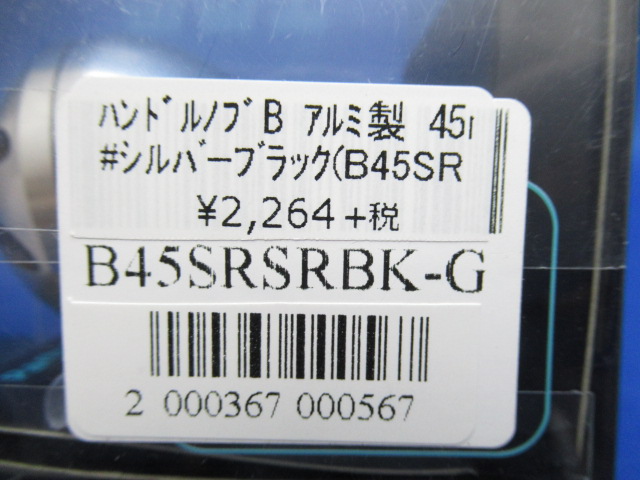 ﾊﾝﾄﾞﾙﾉﾌﾞB ｱﾙﾐ製 45
#ｼﾙﾊﾞｰﾌﾞﾗｯｸ(B45SR
¥2,264+税
B45SRSRBK-G
2 000367 000567